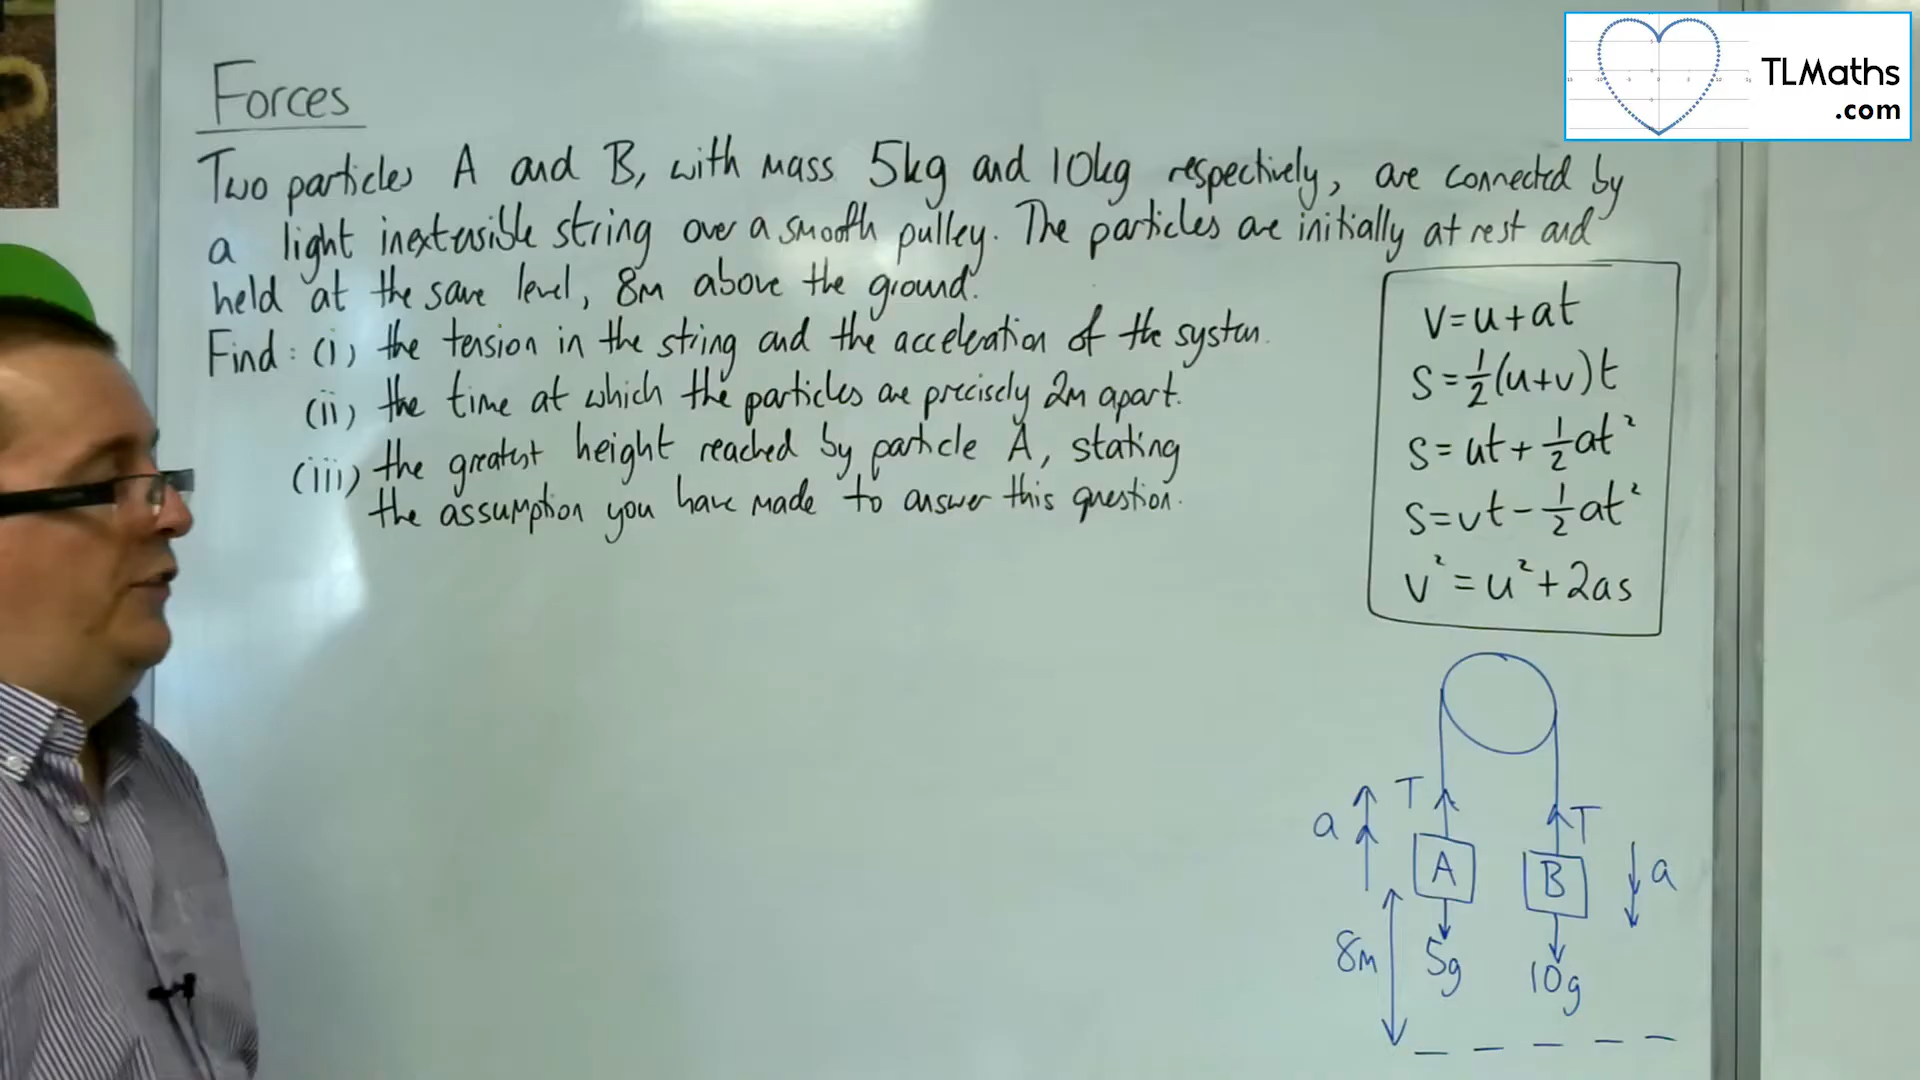 TLMaths
.com
Forces
Two particles A and B, with mass 5kg and 10kg respectively, are connected by
a light inextensible string over a smooth pulley. The particles are initially at rest and
held at the same level, 8m above the ground.
Find: (i) the tension in the string and the acceleration of the system.
(ii) the time at which the particles are precisely 2m apart.
(iii) the greatest height reached by particle A, stating
the assumption you have made to answer this question.
v=u+at
s=½(u+v)t
s=ut+½at²
s=vt-½at²
v²=u²+2as
T
T
a
A
B
a
8m
5g
10g